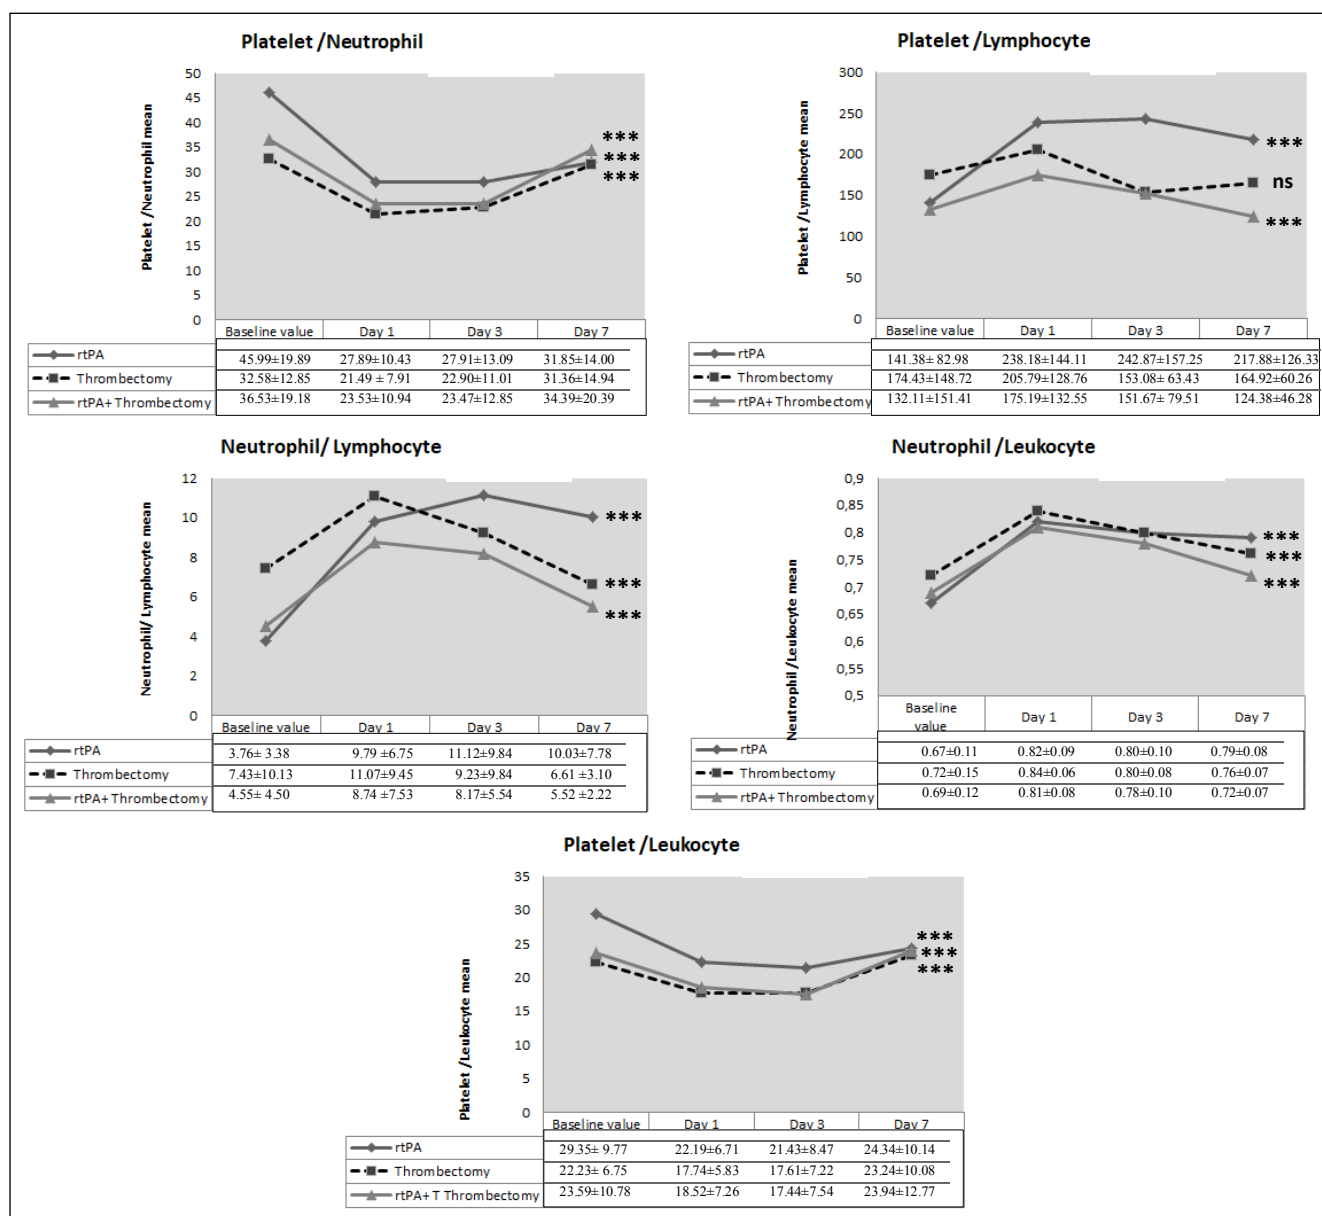 Platelet /Neutrophil
Platelet /Neutrophil mean
50
45
40
35
30
25
20
15
10
5
0
***
***
***
Baseline value Day 1 Day 3 Day 7
rtPA 45.99±19.89 27.89±10.43 27.91±13.09 31.85±14.00
Thrombectomy 32.58±12.85 21.49 ± 7.91 22.90±11.01 31.36±14.94
rtPA+ Thrombectomy 36.53±19.18 23.53±10.94 23.47±12.85 34.39±20.39
Platelet /Lymphocyte
Platelet /Lymphocyte mean
300
250
200
150
100
50
0
***
ns
***
Baseline value Day 1 Day 3 Day 7
rtPA 141.38± 82.98 238.18±144.11 242.87±157.25 217.88±126.33
Thrombectomy 174.43±148.72 205.79±128.76 153.08± 63.43 164.92±60.26
rtPA+ Thrombectomy 132.11±151.41 175.19±132.55 151.67± 79.51 124.38±46.28
Neutrophil/ Lymphocyte
Neutrophil/ Lymphocyte mean
12
10
8
6
4
2
0
***
***
***
Baseline value Day 1 Day 3 Day 7
rtPA 3.76± 3.38 9.79 ±6.75 11.12±9.84 10.03±7.78
Thrombectomy 7.43±10.13 11.07±9.45 9.23±9.84 6.61 ±3.10
rtPA+ Thrombectomy 4.55± 4.50 8.74 ±7.53 8.17±5.54 5.52 ±2.22
Neutrophil /Leukocyte
Neutrophil /Leukocyte mean
0,9
0,85
0,8
0,75
0,7
0,65
0,6
0,55
0,5
***
***
***
Baseline
value Day 1 Day 3 Day 7
rtPA 0.67±0.11 0.82±0.09 0.80±0.10 0.79±0.08
Thrombectomy 0.72±0.15 0.84±0.06 0.80±0.08 0.76±0.07
rtPA+ Thrombectomy 0.69±0.12 0.81±0.08 0.78±0.10 0.72±0.07
Platelet /Leukocyte
Platelet /Leukocyte mean
35
30
25
20
15
10
5
0
***
***
***
Baseline value Day 1 Day 3 Day 7
rtPA 29.35± 9.77 22.19±6.71 21.43±8.47 24.34±10.14
Thrombectomy 22.23± 6.75 17.74±5.83 17.61±7.22 23.24±10.08
rtPA+ T Thrombectomy 23.59±10.78 18.52±7.26 17.44±7.54 23.94±12.77